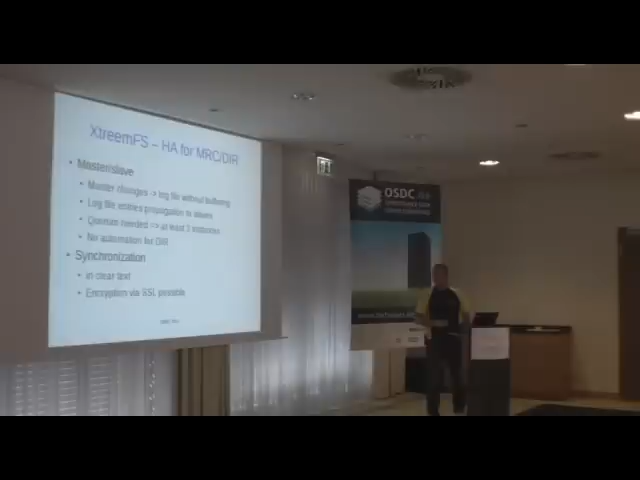 XtreemFS – HA for MRC/DIR
• Master/slave
• Master changes -> log file without buffering
• Log file entries propagation to slaves
• Quorum needed => at least 3 instances
• No automation for DIR
• Synchronization
• in clear text
• Encryption via SSL possible
OSDC